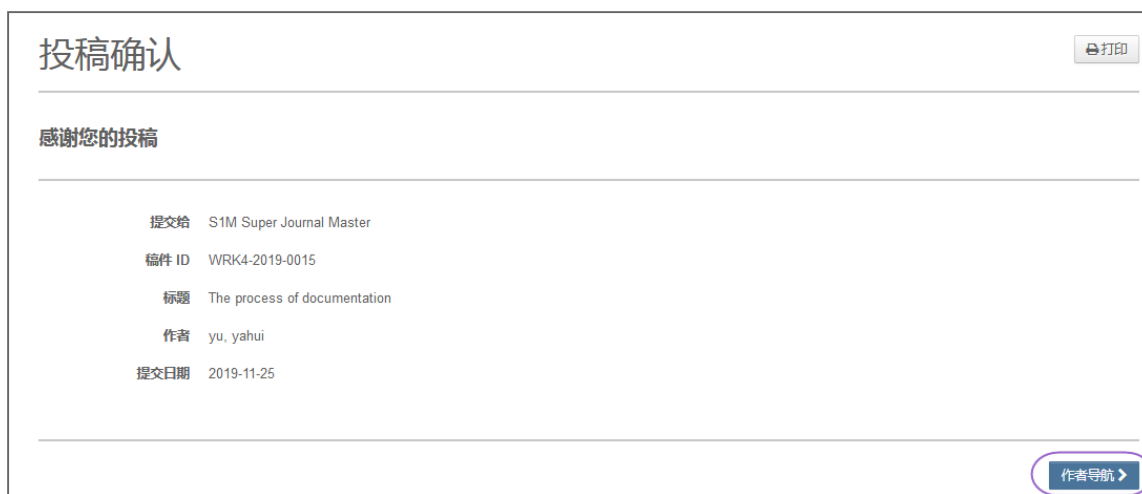 投稿确认
打印
感谢您的投稿
提交给 S1M Super Journal Master
稿件 ID WRK4-2019-0015
标题 The process of documentation
作者 yu, yahui
提交日期 2019-11-25
作者导航